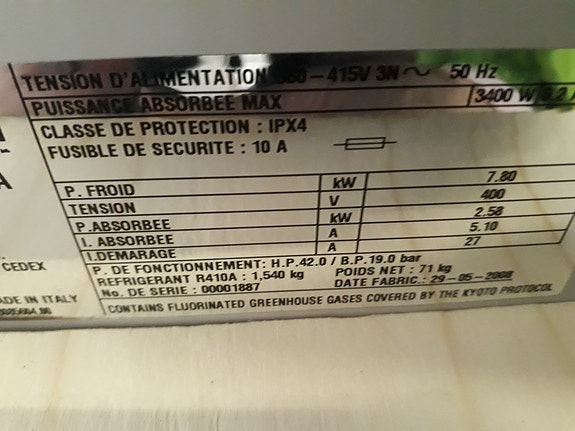 TENSION D'ALIMENTATION 380-415V 3N ~ 50 Hz
PUISSANCE ABSORBEE MAX 3400 W
CLASSE DE PROTECTION : IPX4
FUSIBLE DE SECURITE : 10 A
P. FROID kW 7.80
TENSION V 400
P.ABSORBEE kW 2.58
I. ABSORBEE A 5.10
I.DEMARAGE A 27
P. DE FONCTIONNEMENT: H.P.42.0 / B.P.19.0 bar
REFRIGERANT R410A : 1,540 kg POIDS NET : 71 kg
No. DE SERIE : 00001887 DATE FABRIC.: 29-05-2008
CONTAINS FLUORINATED GREENHOUSE GASES COVERED BY THE KYOTO PROTOCOL
CEDEX
MADE IN ITALY